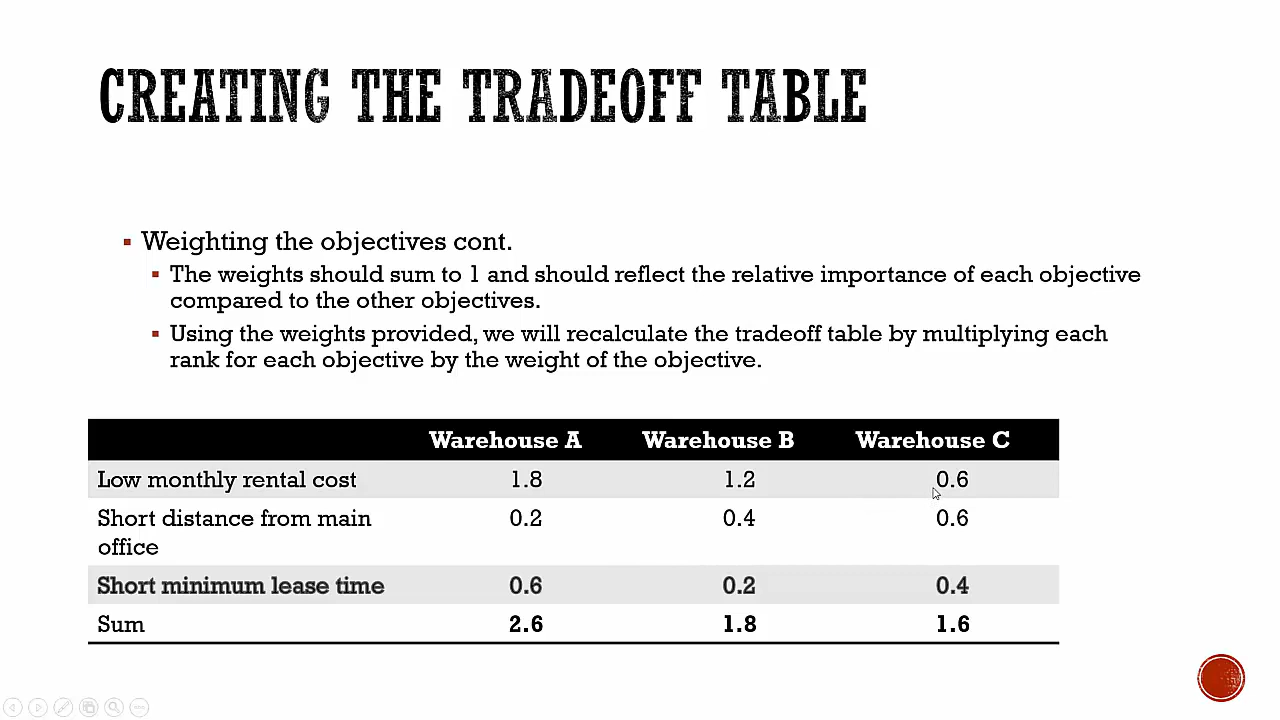 CREATING THE TRADEOFF TABLE
Weighting the objectives cont.
The weights should sum to 1 and should reflect the relative importance of each objective
compared to the other objectives.
Using the weights provided, we will recalculate the tradeoff table by multiplying each
rank for each objective by the weight of the objective.
Warehouse A Warehouse B Warehouse C
Low monthly rental cost 1.8 1.2 0.6
Short distance from main 0.2 0.4 0.6
office
Short minimum lease time 0.6 0.2 0.4
Sum 2.6 1.8 1.6